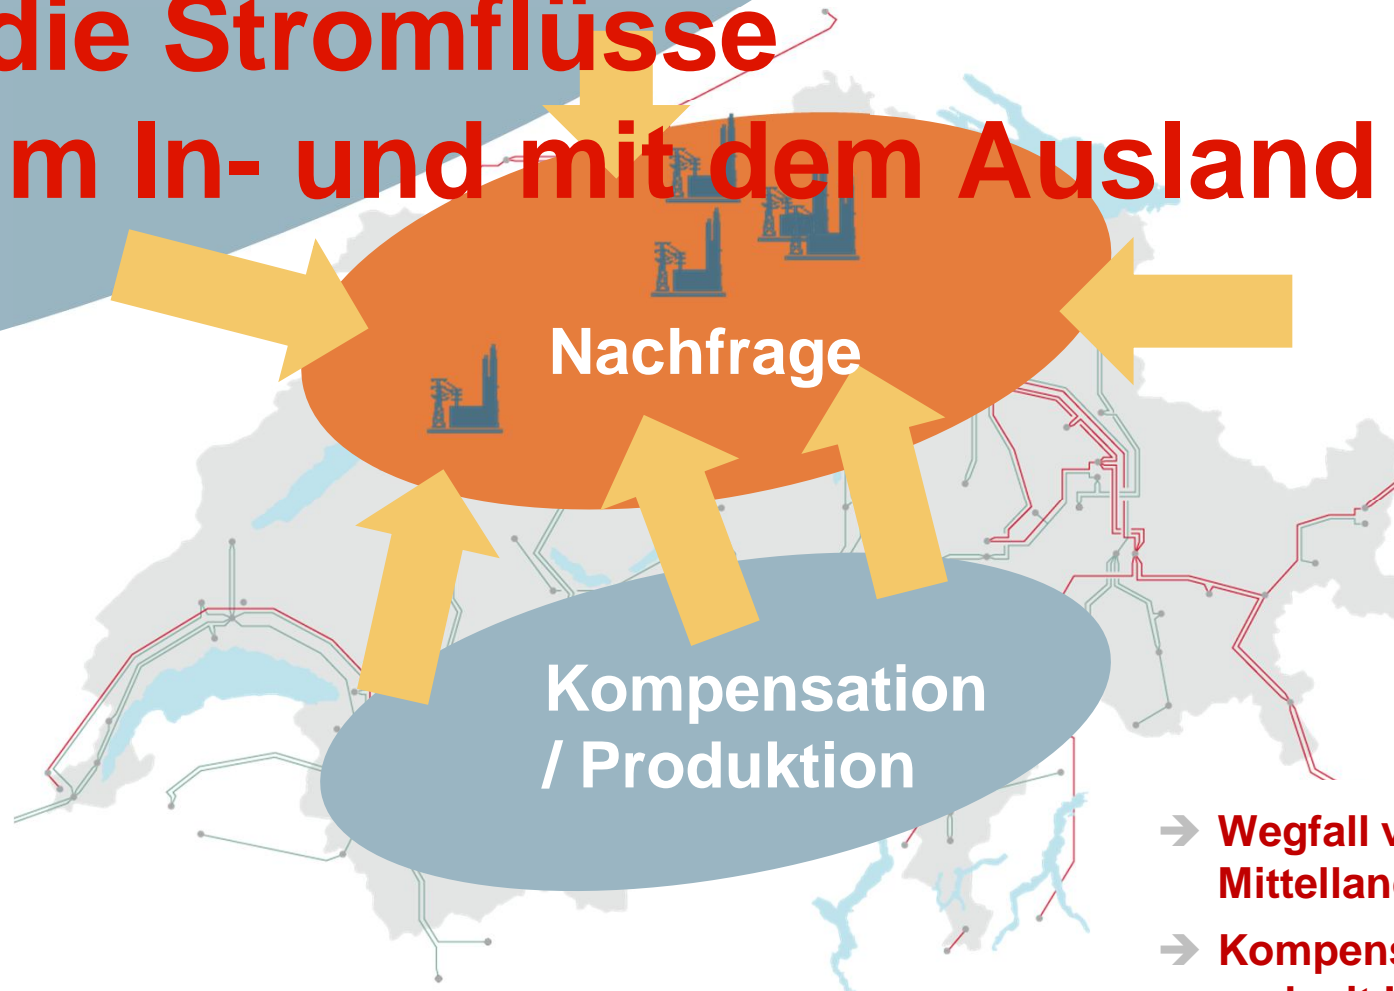 die Stromflüsse
m In- und mit dem Ausland
Nachfrage
Kompensation
/ Produktion
Wegfall v
Mittelland
Kompens